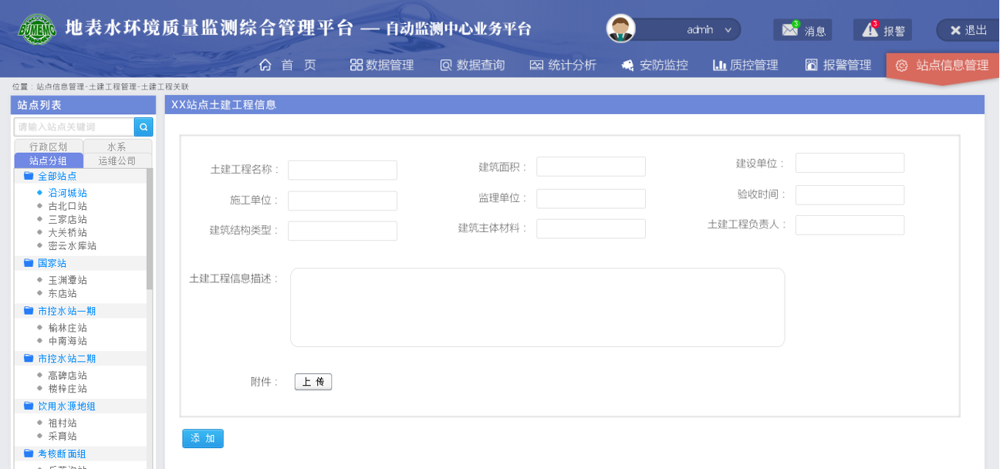 BJMEMC 地表水环境质量监测综合管理平台 — 自动监测中心业务平台
admin
3 消息
3 报警
退出
首 页 数据管理 数据查询 统计分析 安防监控 质控管理 报警管理 站点信息管理
位置：站点信息管理-土建工程管理-土建工程关联
站点列表
请输入站点关键词
行政区划 水系
站点分组 运维公司
全部站点
沿河城站
古北口站
三家店站
大关桥站
密云水库站
国家站
玉渊潭站
东店站
市控水站一期
榆林庄站
中南海站
市控水站二期
高碑店站
楼梓庄站
饮用水源地组
祖村站
采育站
考核断面组
XX站点土建工程信息
土建工程名称： 建筑面积： 建设单位：
施工单位： 监理单位： 验收时间：
建筑结构类型： 建筑主体材料： 土建工程负责人：
土建工程信息描述：
附件： 上 传
添 加